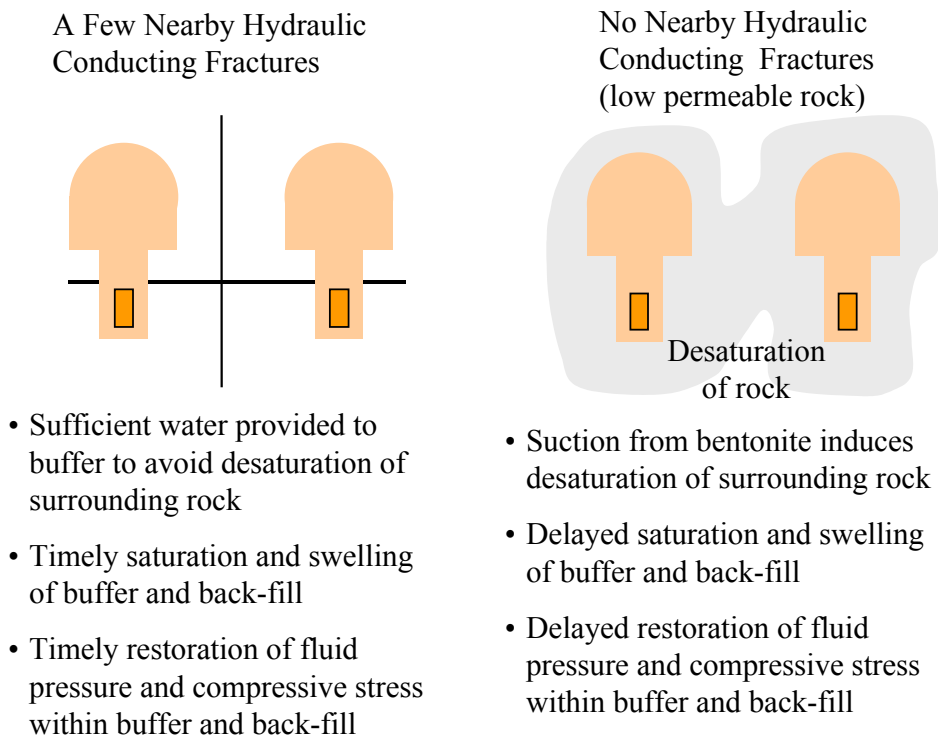 A Few Nearby Hydraulic
Conducting Fractures
• Sufficient water provided to
buffer to avoid desaturation of
surrounding rock
• Timely saturation and swelling
of buffer and back-fill
• Timely restoration of fluid
pressure and compressive stress
within buffer and back-fill
No Nearby Hydraulic
Conducting Fractures
(low permeable rock)
Desaturation
of rock
• Suction from bentonite induces
desaturation of surrounding rock
• Delayed saturation and swelling
of buffer and back-fill
• Delayed restoration of fluid
pressure and compressive stress
within buffer and back-fill